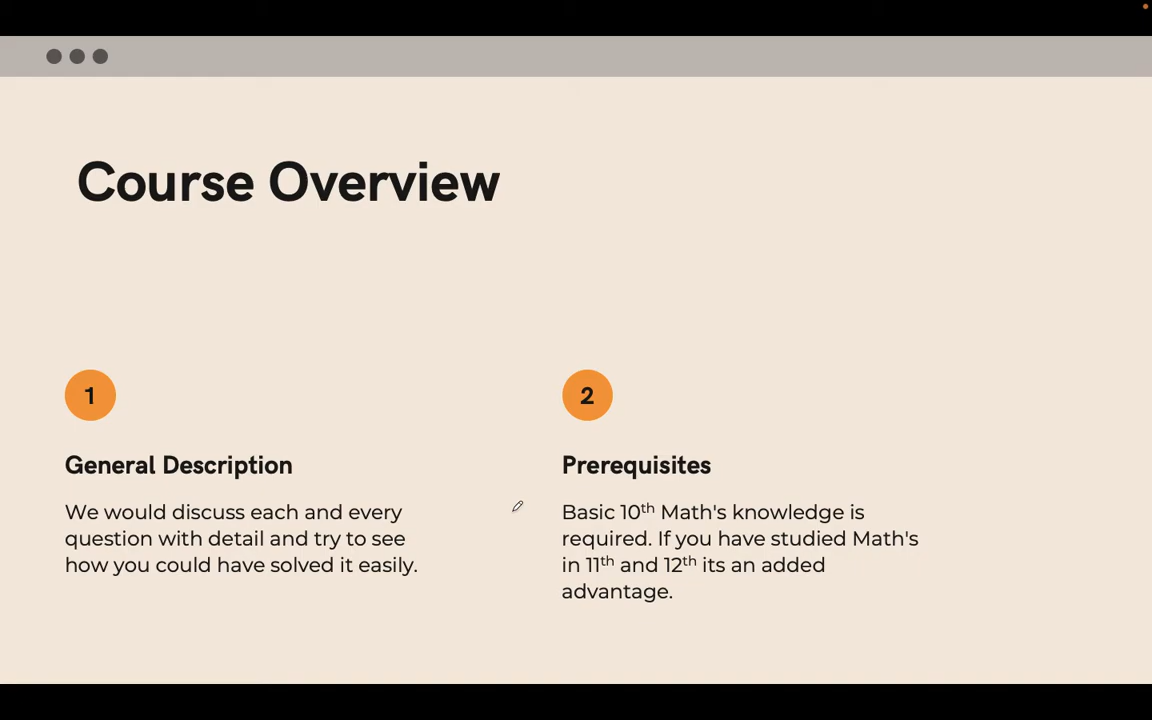 Course Overview
1
General Description
We would discuss each and every
question with detail and try to see
how you could have solved it easily.
2
Prerequisites
Basic 10th Math's knowledge is
required. If you have studied Math's
in 11th and 12th its an added
advantage.